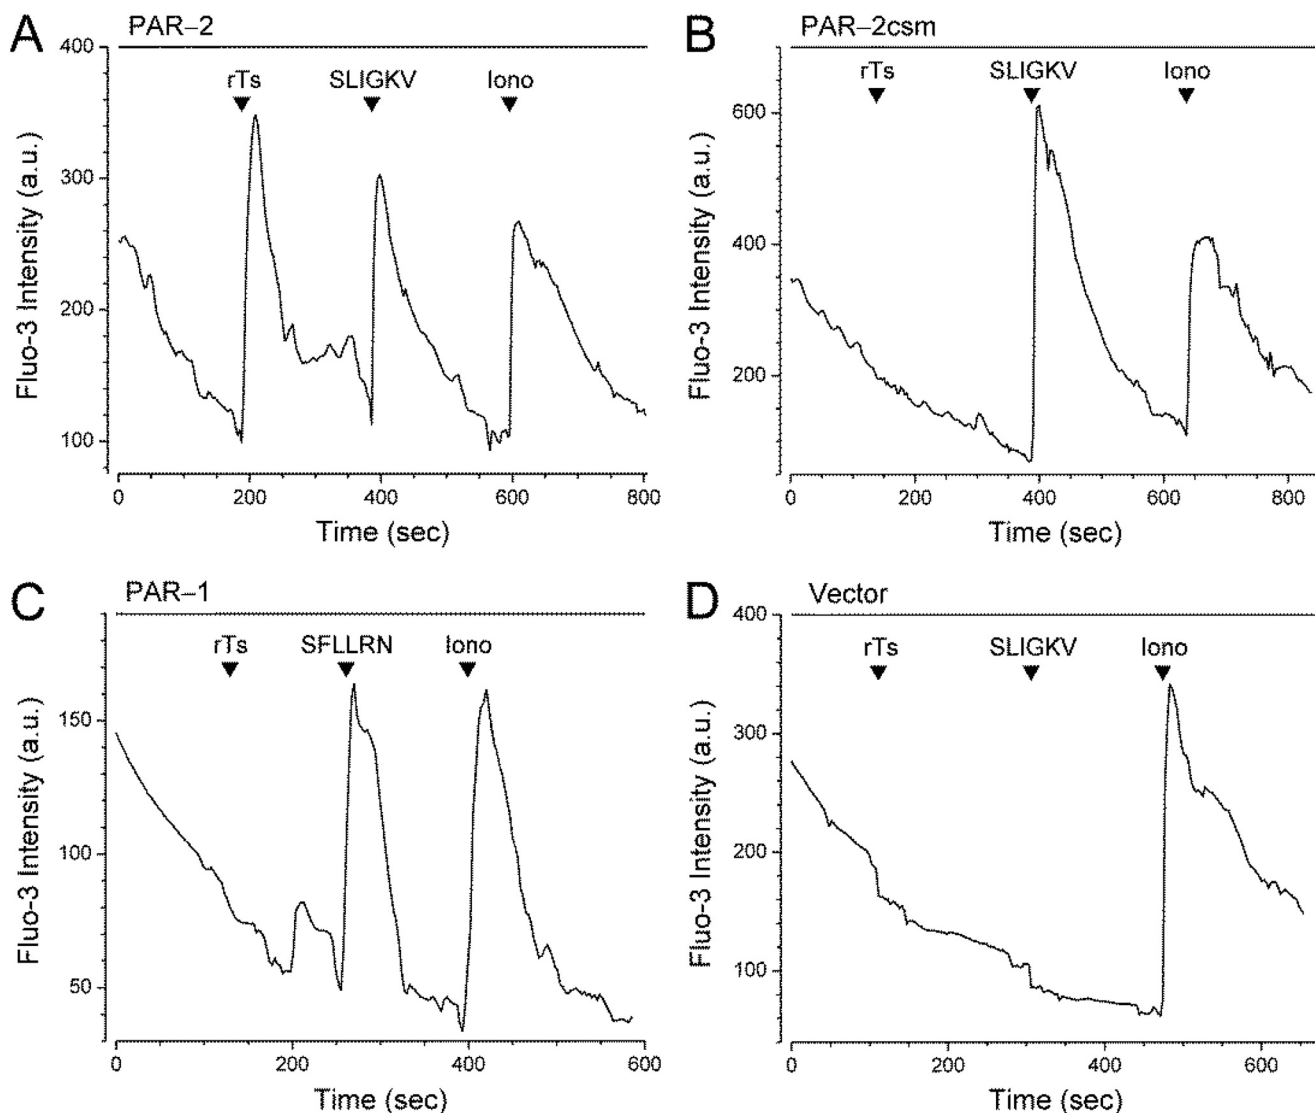 A PAR–2
400
rTs SLIGKV Iono
300
200
100
Fluo-3 Intensity (a.u.)
0 200 400 600 800
Time (sec)
B PAR–2csm
rTs SLIGKV Iono
600
400
200
Fluo-3 Intensity (a.u.)
0 200 400 600 800
Time (sec)
C PAR–1
rTs SFLLRN Iono
150
100
50
Fluo-3 Intensity (a.u.)
0 200 400 600
Time (sec)
D Vector
400
rTs SLIGKV Iono
300
200
100
Fluo-3 Intensity (a.u.)
0 200 400 600
Time (sec)